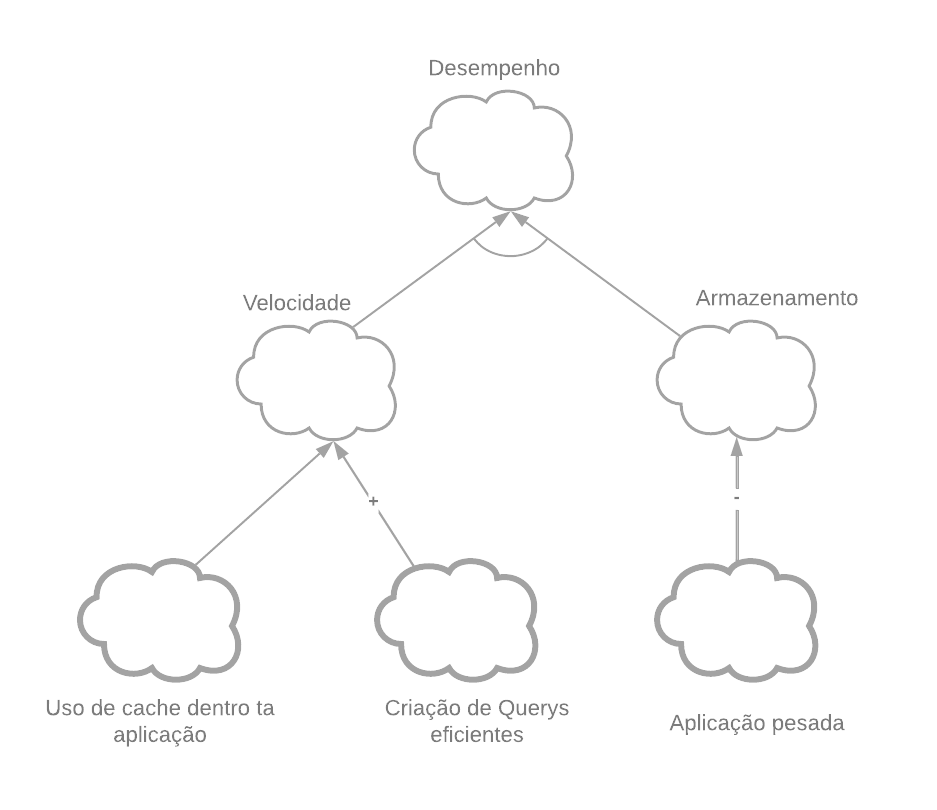 Desempenho
Velocidade
Armazenamento
+
-
Uso de cache dentro ta
aplicação
Criação de Querys
eficientes
Aplicação pesada